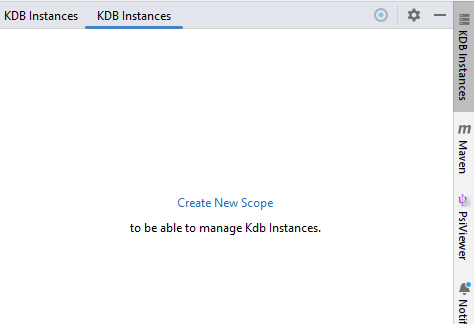 KDB Instances KDB Instances
Create New Scope
to be able to manage Kdb Instances.
KDB Instances
Maven
PsiViewer
Notif